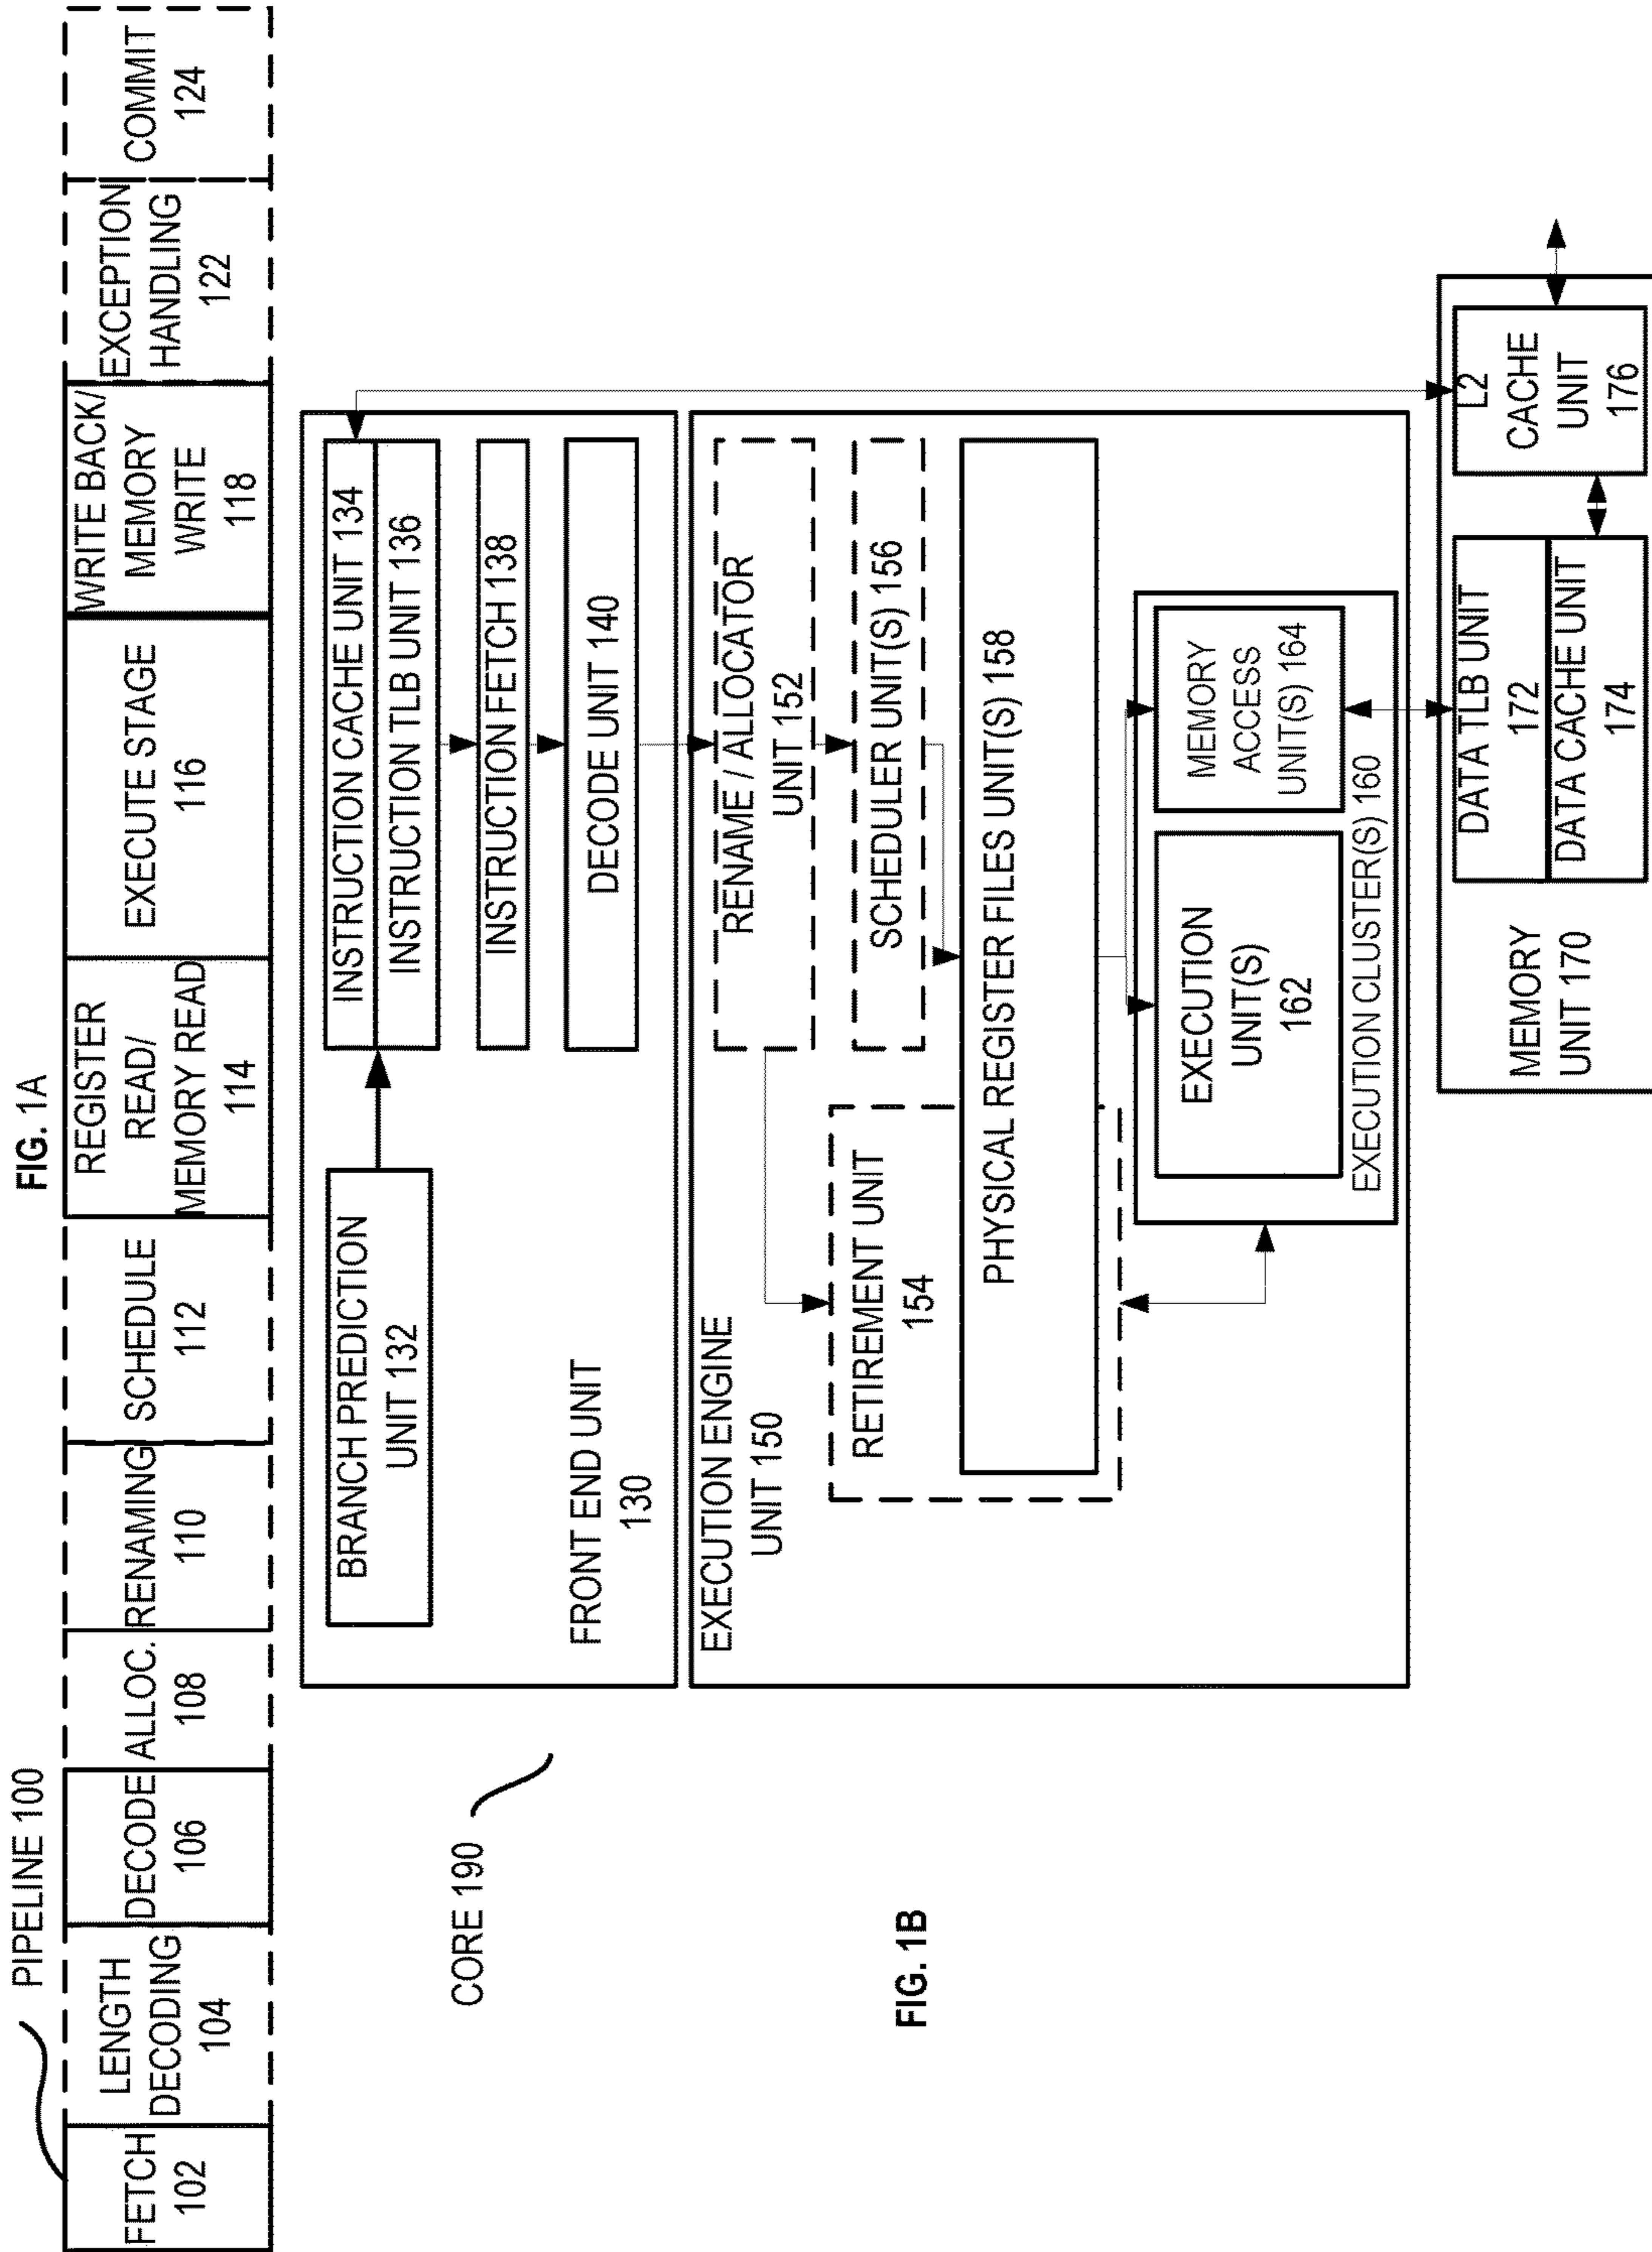 FIG. 1A
PIPELINE 100
FETCH
102
LENGTH
DECODING
104
DECODE
106
ALLOC.
108
RENAMING
110
SCHEDULE
112
REGISTER
READ/
MEMORY READ
114
EXECUTE STAGE
116
WRITE BACK/
MEMORY
WRITE
118
EXCEPTION
HANDLING
122
COMMIT
124
CORE 190
BRANCH PREDICTION
UNIT 132
INSTRUCTION CACHE UNIT 134
INSTRUCTION TLB UNIT 136
INSTRUCTION FETCH 138
DECODE UNIT 140
FRONT END UNIT
130
EXECUTION ENGINE
UNIT 150
RENAME / ALLOCATOR
UNIT 152
RETIREMENT UNIT
154
SCHEDULER UNIT(S) 156
PHYSICAL REGISTER FILES UNIT(S) 158
EXECUTION
UNIT(S)
162
MEMORY
ACCESS
UNIT(S) 164
EXECUTION CLUSTER(S) 160
MEMORY
UNIT 170
DATA TLB UNIT
172
DATA CACHE UNIT
174
L2
CACHE
UNIT
176
FIG. 1B